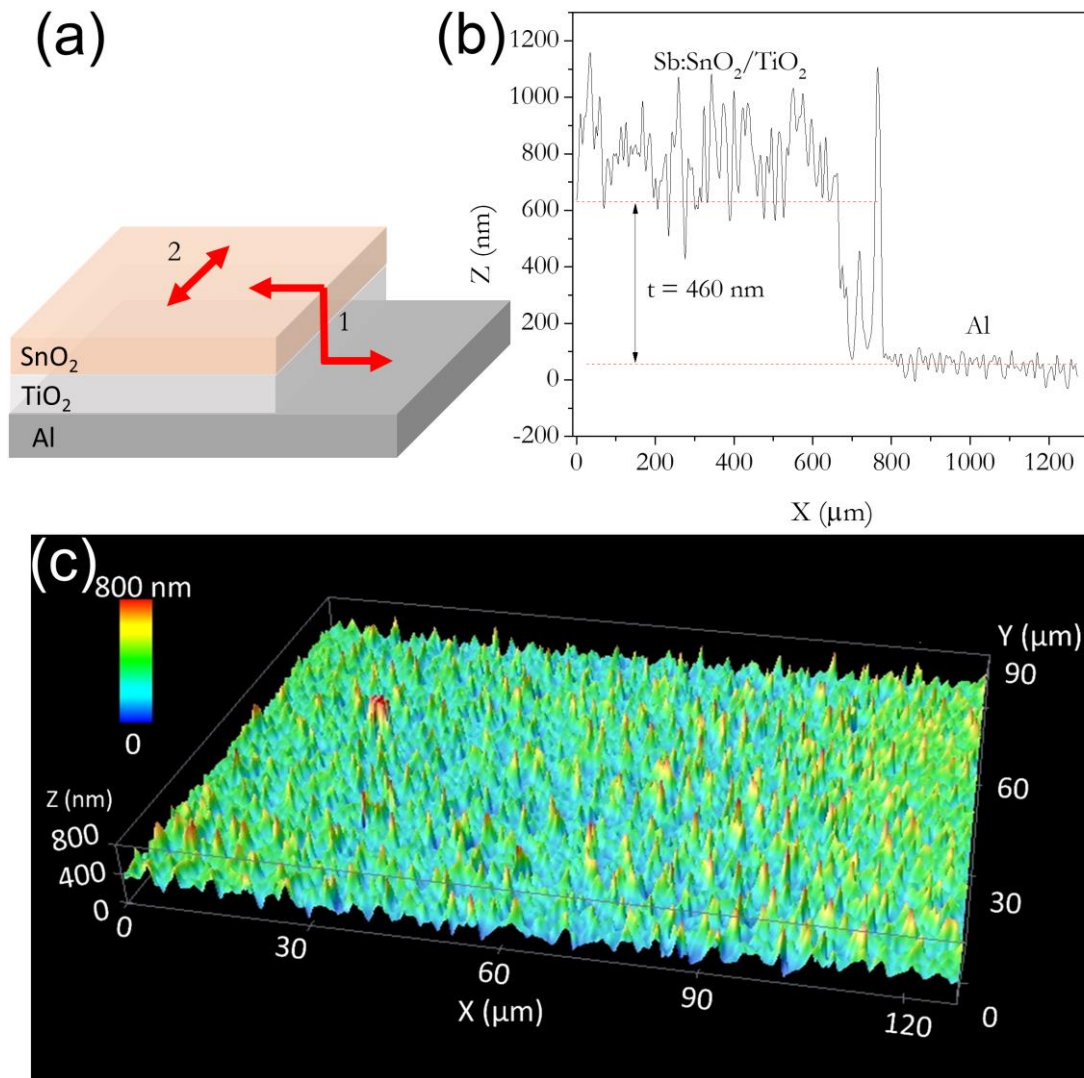 (a)
2
1
SnO₂
TiO₂
Al
(b)
1200
1000
800
600
400
200
0
-200
Z (nm)
Sb:SnO₂/TiO₂
t = 460 nm
Al
0 200 400 600 800 1000 1200
X (μm)
(c)
800 nm
0
Z (nm)
800
400
0
0
30
60
90
120
X (μm)
Y (μm)
90
60
30
0